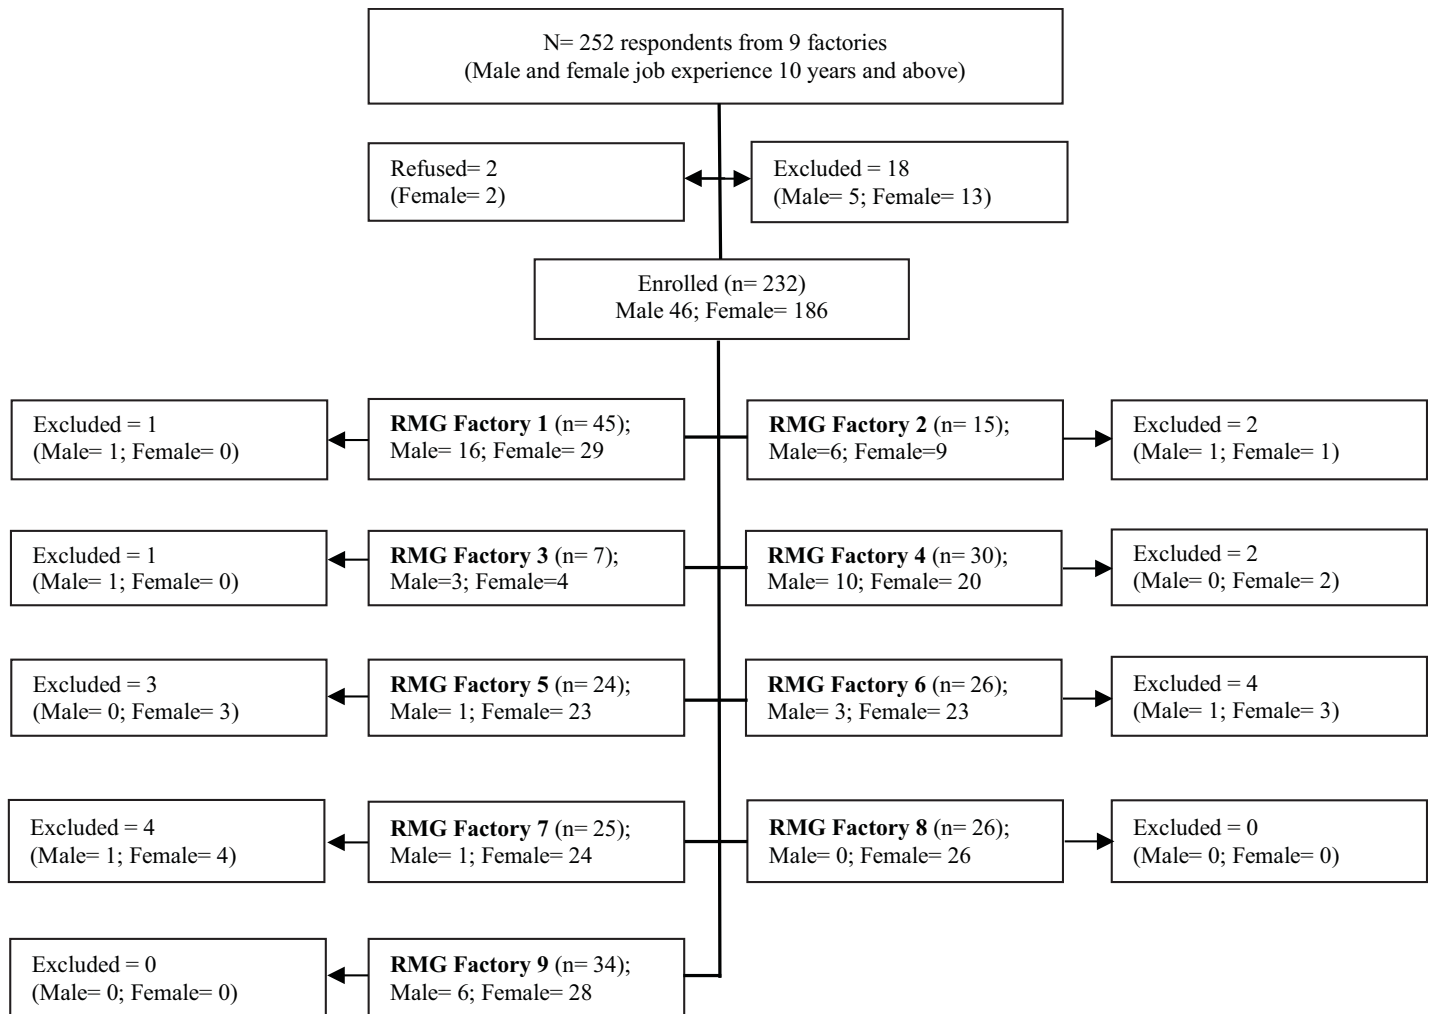 N= 252 respondents from 9 factories
(Male and female job experience 10 years and above)
Refused= 2
(Female= 2)
Excluded = 18
(Male= 5; Female= 13)
Enrolled (n= 232)
Male 46; Female= 186
Excluded = 1
(Male= 1; Female= 0)
RMG Factory 1 (n= 45);
Male= 16; Female= 29
RMG Factory 2 (n= 15);
Male=6; Female=9
Excluded = 2
(Male= 1; Female= 1)
Excluded = 1
(Male= 1; Female= 0)
RMG Factory 3 (n= 7);
Male=3; Female=4
RMG Factory 4 (n= 30);
Male= 10; Female= 20
Excluded = 2
(Male= 0; Female= 2)
Excluded = 3
(Male= 0; Female= 3)
RMG Factory 5 (n= 24);
Male= 1; Female= 23
RMG Factory 6 (n= 26);
Male= 3; Female= 23
Excluded = 4
(Male= 1; Female= 3)
Excluded = 4
(Male= 1; Female= 4)
RMG Factory 7 (n= 25);
Male= 1; Female= 24
RMG Factory 8 (n= 26);
Male= 0; Female= 26
Excluded = 0
(Male= 0; Female= 0)
Excluded = 0
(Male= 0; Female= 0)
RMG Factory 9 (n= 34);
Male= 6; Female= 28